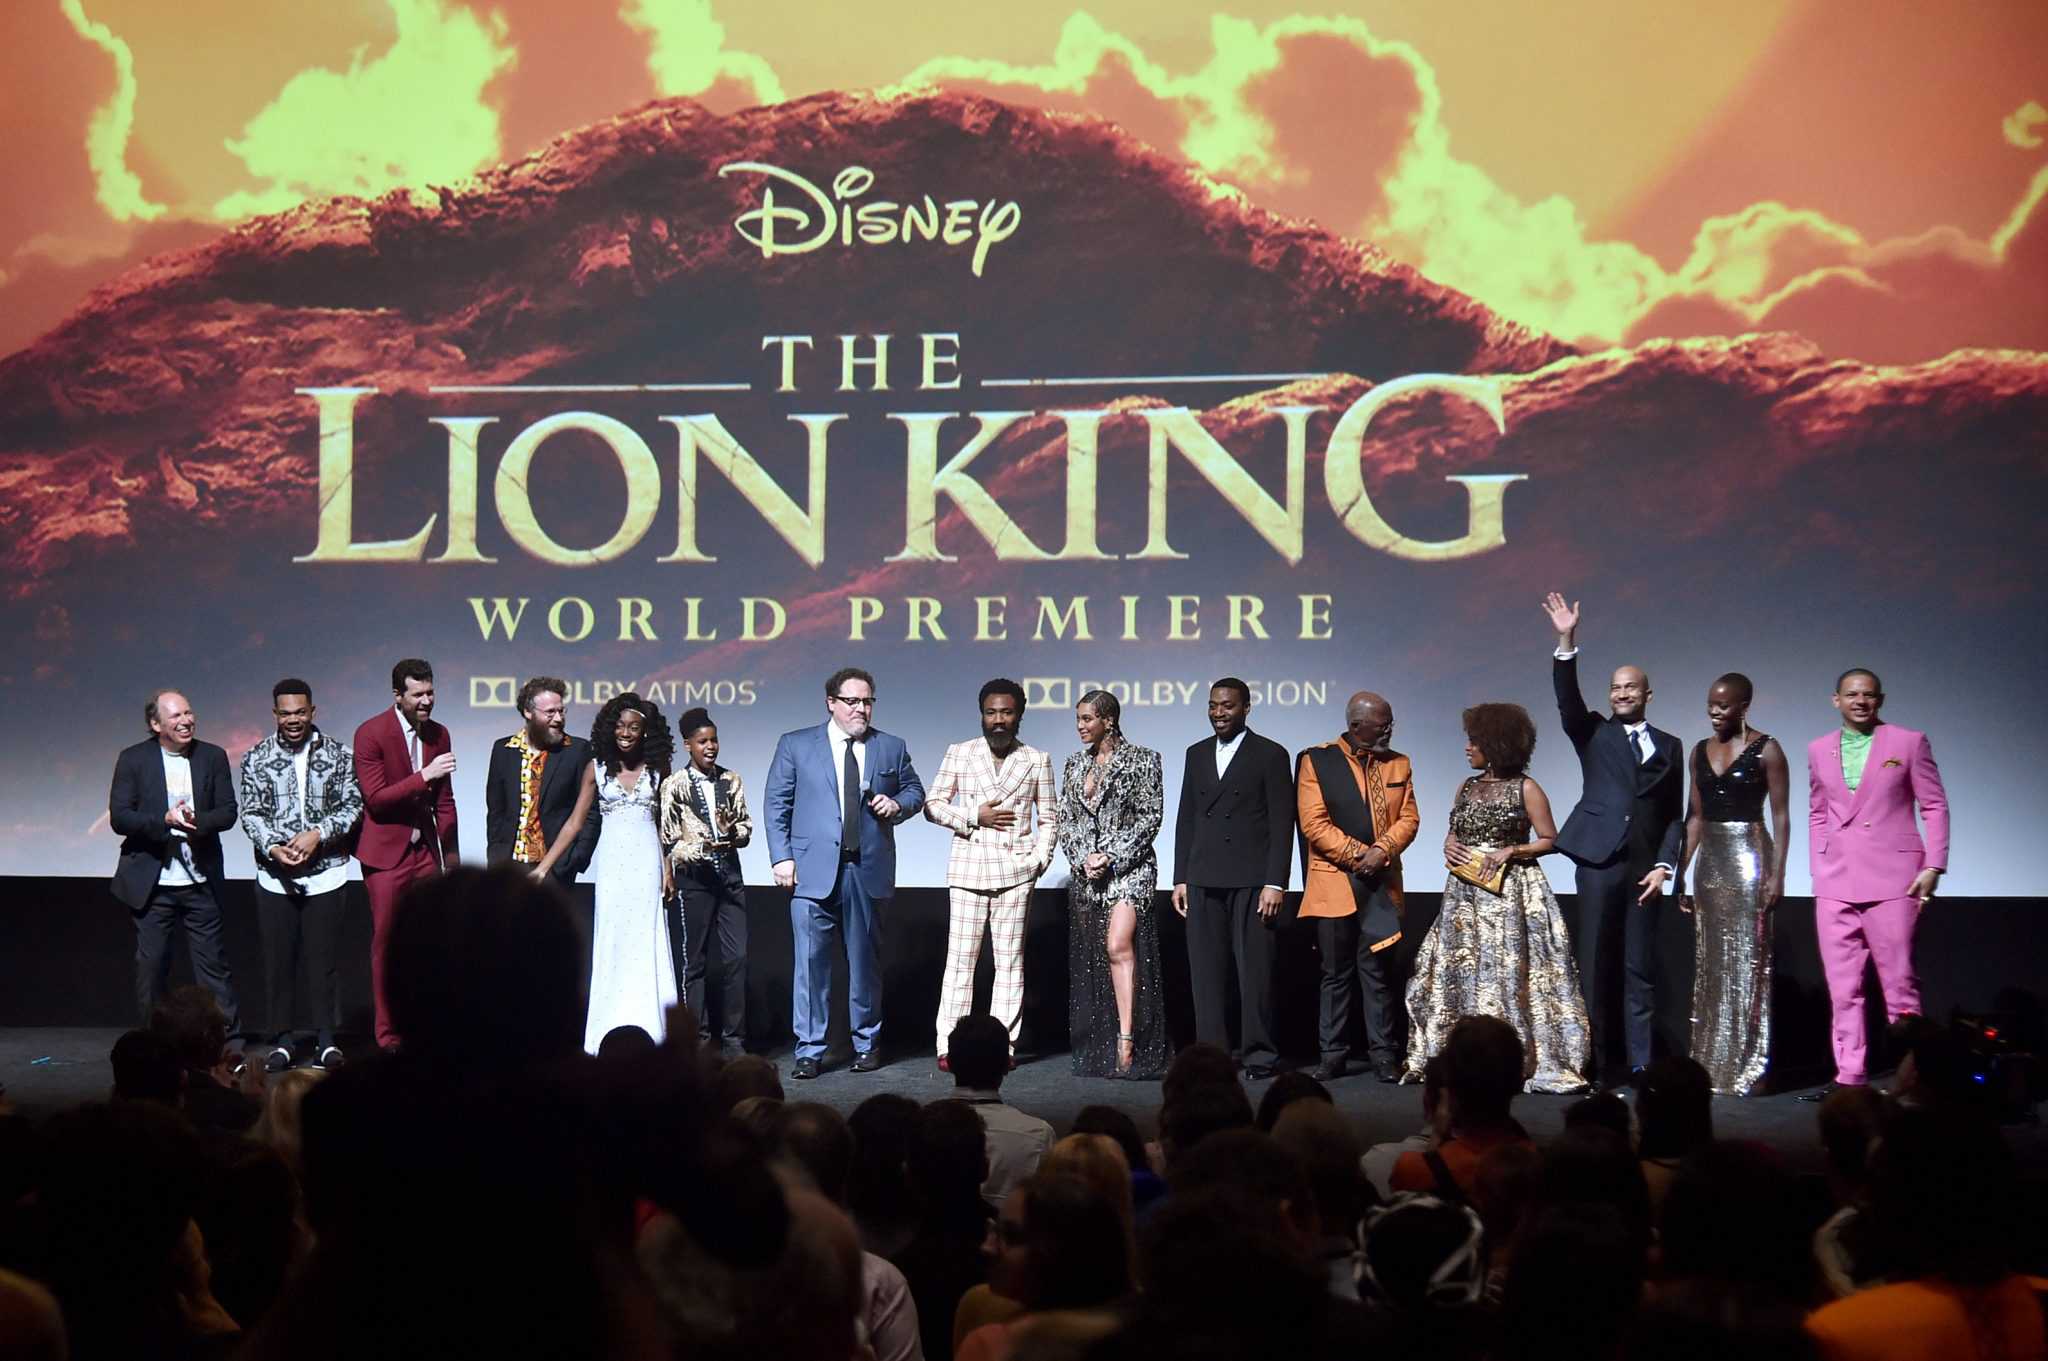 Disney
THE
LION KING
WORLD PREMIERE
DOLBY ATMOS
DOLBY VISION